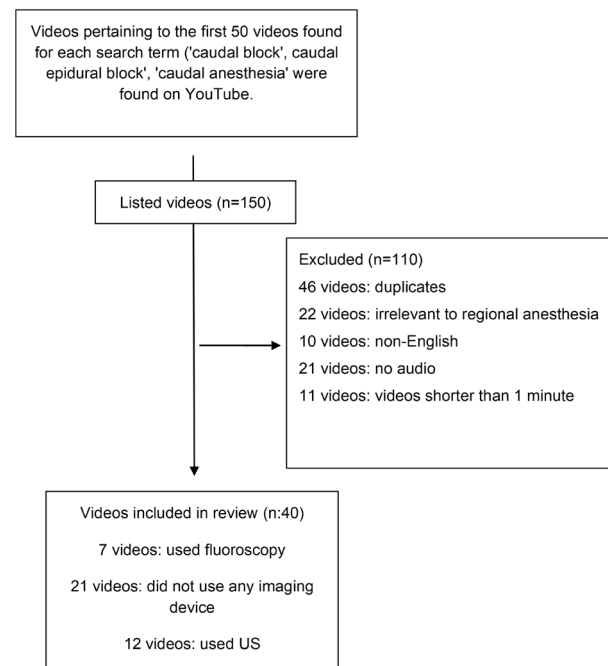 Videos pertaining to the first 50 videos found
for each search term ('caudal block', caudal
epidural block', 'caudal anesthesia' were
found on YouTube.
Listed videos (n=150)
Excluded (n=110)
46 videos: duplicates
22 videos: irrelevant to regional anesthesia
10 videos: non-English
21 videos: no audio
11 videos: videos shorter than 1 minute
Videos included in review (n:40)
7 videos: used fluoroscopy
21 videos: did not use any imaging
device
12 videos: used US